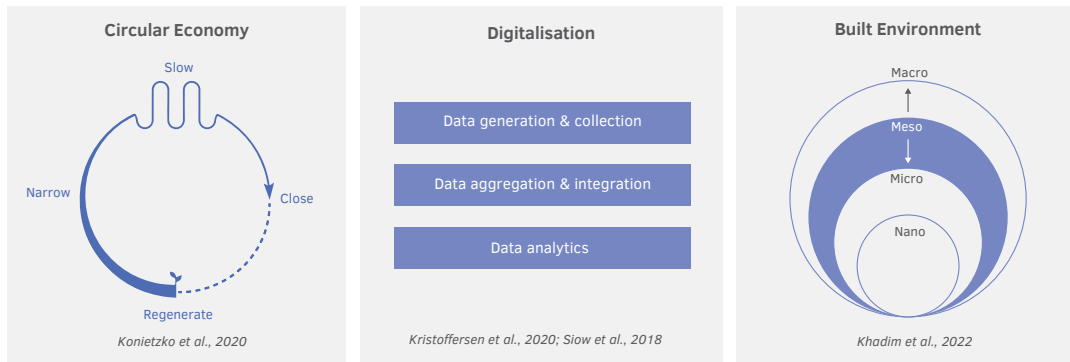 Circular Economy
Slow
Narrow
Close
Regenerate
Konietzko et al., 2020
Digitalisation
Data generation & collection
Data aggregation & integration
Data analytics
Kristoffersen et al., 2020; Siow et al., 2018
Built Environment
Macro
Meso
Micro
Nano
Khadim et al., 2022